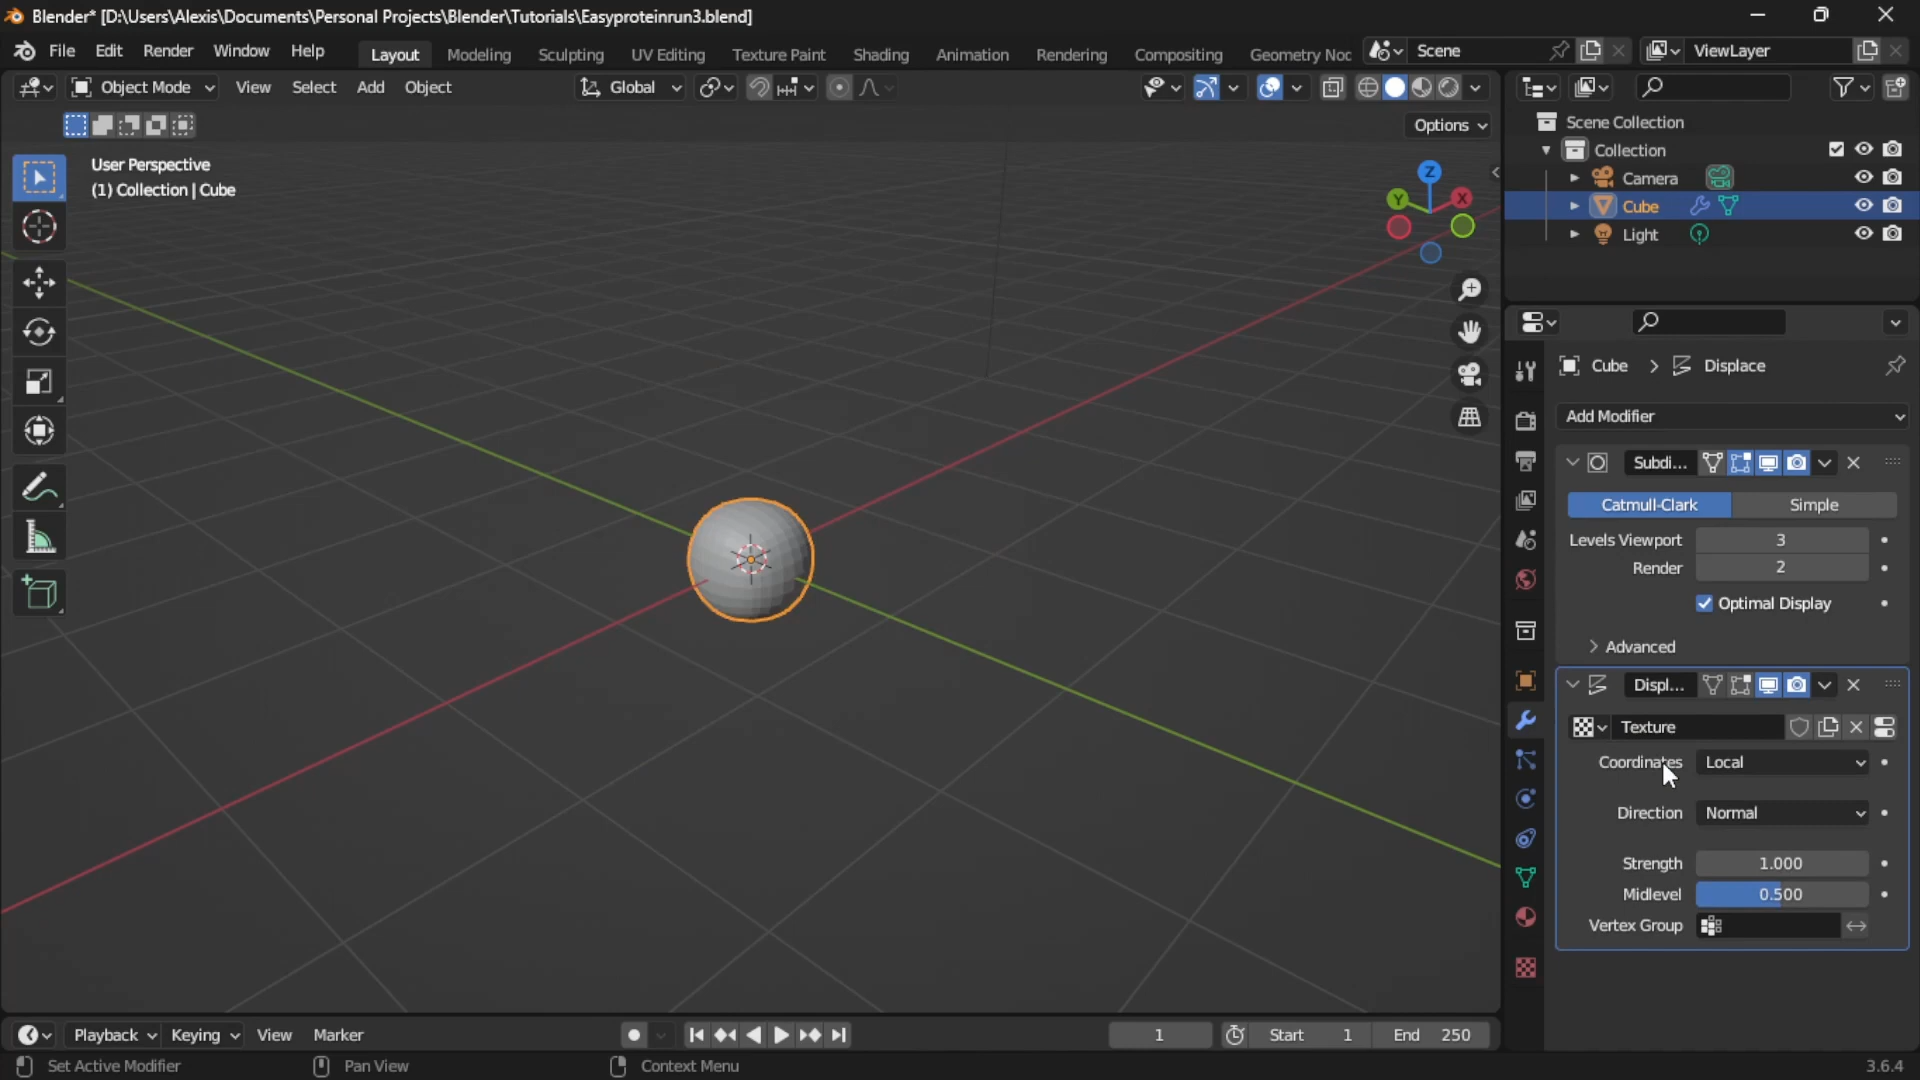 Blender* [D:\Users\Alexis\Documents\Personal Projects\Blender\Tutorials\Easyproteinrun3.blend]
File Edit Render Window Help Layout Modeling Sculpting UV Editing Texture Paint Shading Animation Rendering Compositing Geometry Noc Scene ViewLayer
Object Mode View Select Add Object Global
Options
User Perspective
(1) Collection | Cube
Z
Y
X
Scene Collection
Collection
Camera
Cube
Light
Cube > Displace
Add Modifier
Subdi...
Catmull-Clark Simple
Levels Viewport 3
Render 2
Optimal Display
Advanced
Displ...
Texture
Coordinates Local
Direction Normal
Strength 1.000
Midlevel 0.500
Vertex Group
Playback Keying View Marker 1 Start 1 End 250
Set Active Modifier Pan View Context Menu 3.6.4